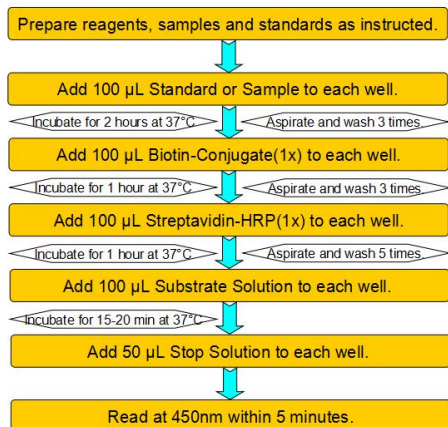 Prepare reagents, samples and standards as instructed.
Add 100 µL Standard or Sample to each well.
Incubate for 2 hours at 37°C
Aspirate and wash 3 times
Add 100 µL Biotin-Conjugate(1x) to each well.
Incubate for 1 hour at 37°C
Aspirate and wash 3 times
Add 100 µL Streptavidin-HRP(1x) to each well.
Incubate for 1 hour at 37°C
Aspirate and wash 5 times
Add 100 µL Substrate Solution to each well.
Incubate for 15-20 min at 37°C
Add 50 µL Stop Solution to each well.
Read at 450nm within 5 minutes.